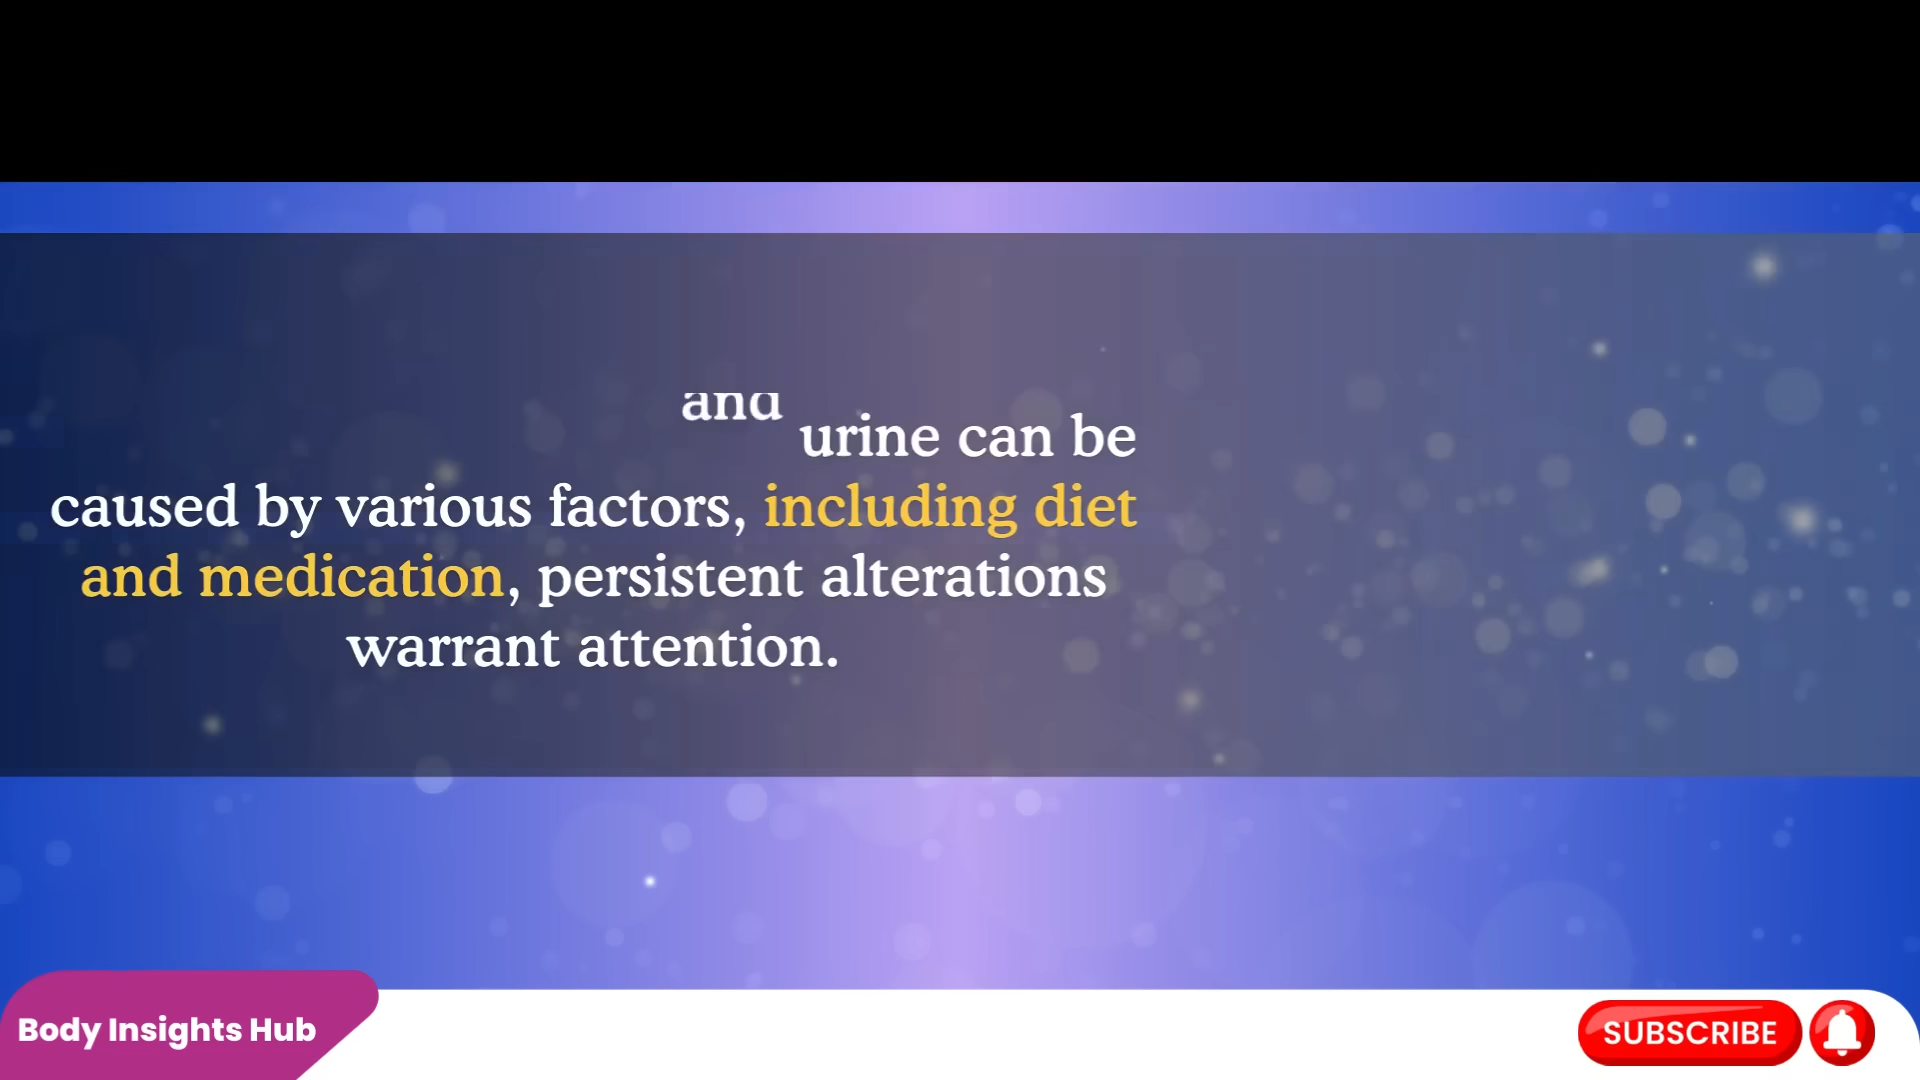 and urine can be
caused by various factors, including diet
and medication, persistent alterations
warrant attention.
Body Insights Hub
SUBSCRIBE